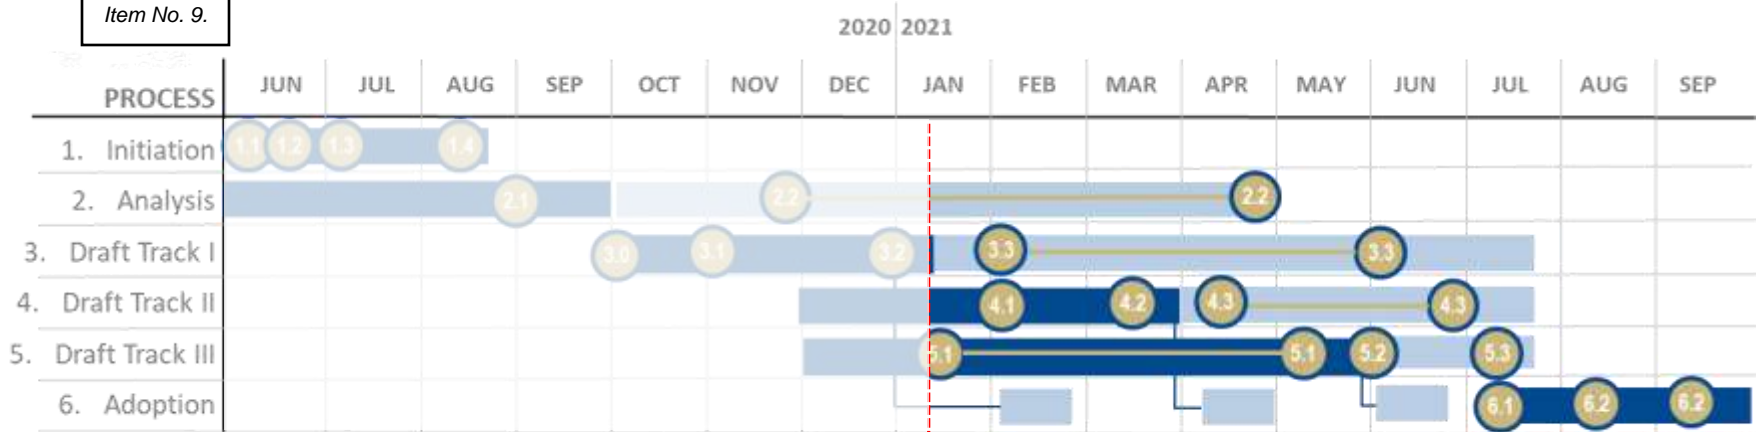 Item No. 9.
2020 2021
PROCESS JUN JUL AUG SEP OCT NOV DEC JAN FEB MAR APR MAY JUN JUL AUG SEP
1. Initiation 1.1 1.2 1.3 1.4
2. Analysis 2.1 2.2 2.2
3. Draft Track I 3.0 3.1 3.2 3.3 3.3
4. Draft Track II 4.1 4.2 4.3 4.3
5. Draft Track III 5.1 5.1 5.2 5.3
6. Adoption 6.1 6.2 6.2